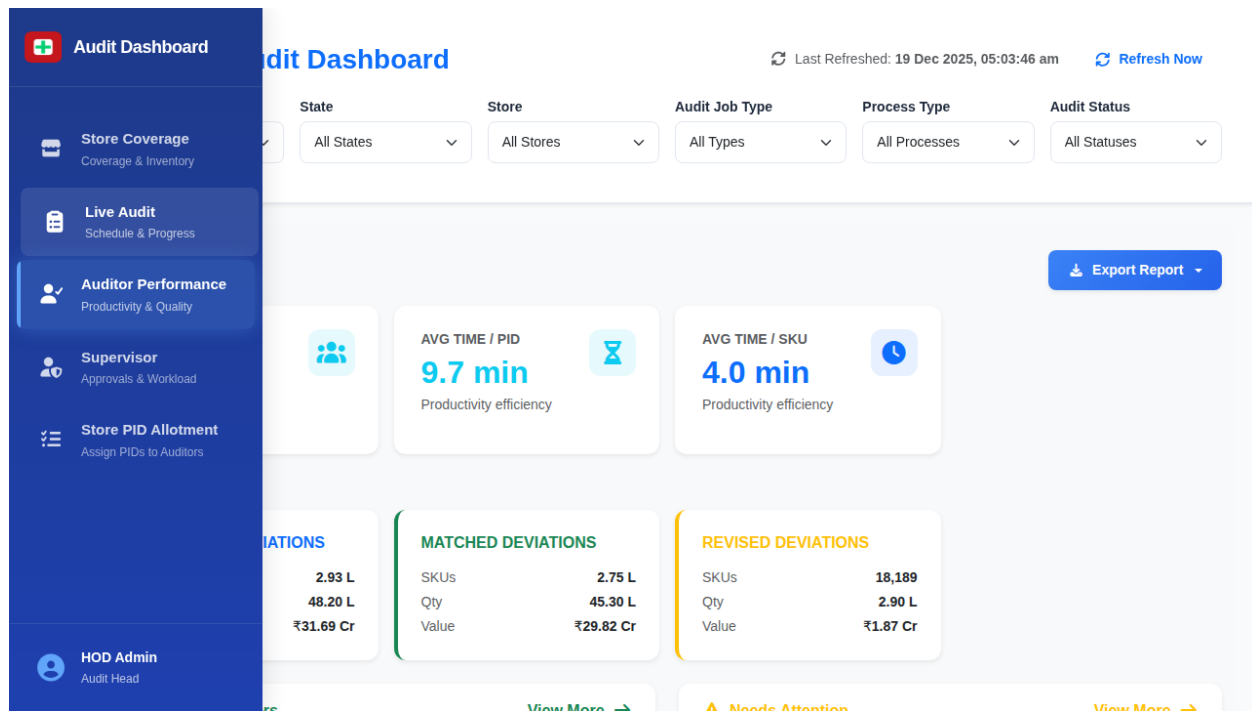 Audit Dashboard
Store Coverage
Coverage & Inventory
Live Audit
Schedule & Progress
Auditor Performance
Productivity & Quality
Supervisor
Approvals & Workload
Store PID Allotment
Assign PIDs to Auditors
HOD Admin
Audit Head
Dashboard
Last Refreshed: 19 Dec 2025, 05:03:46 am
Refresh Now
State
Store
Audit Job Type
Process Type
Audit Status
All States
All Stores
All Types
All Processes
All Statuses
Export Report
AVG TIME / PID
9.7 min
Productivity efficiency
AVG TIME / SKU
4.0 min
Productivity efficiency
2.93 L
48.20 L
₹31.69 Cr
MATCHED DEVIATIONS
SKUs 2.75 L
Qty 45.30 L
Value ₹29.82 Cr
REVISED DEVIATIONS
SKUs 18,189
Qty 2.90 L
Value ₹1.87 Cr
View More
Needs Attention
View More